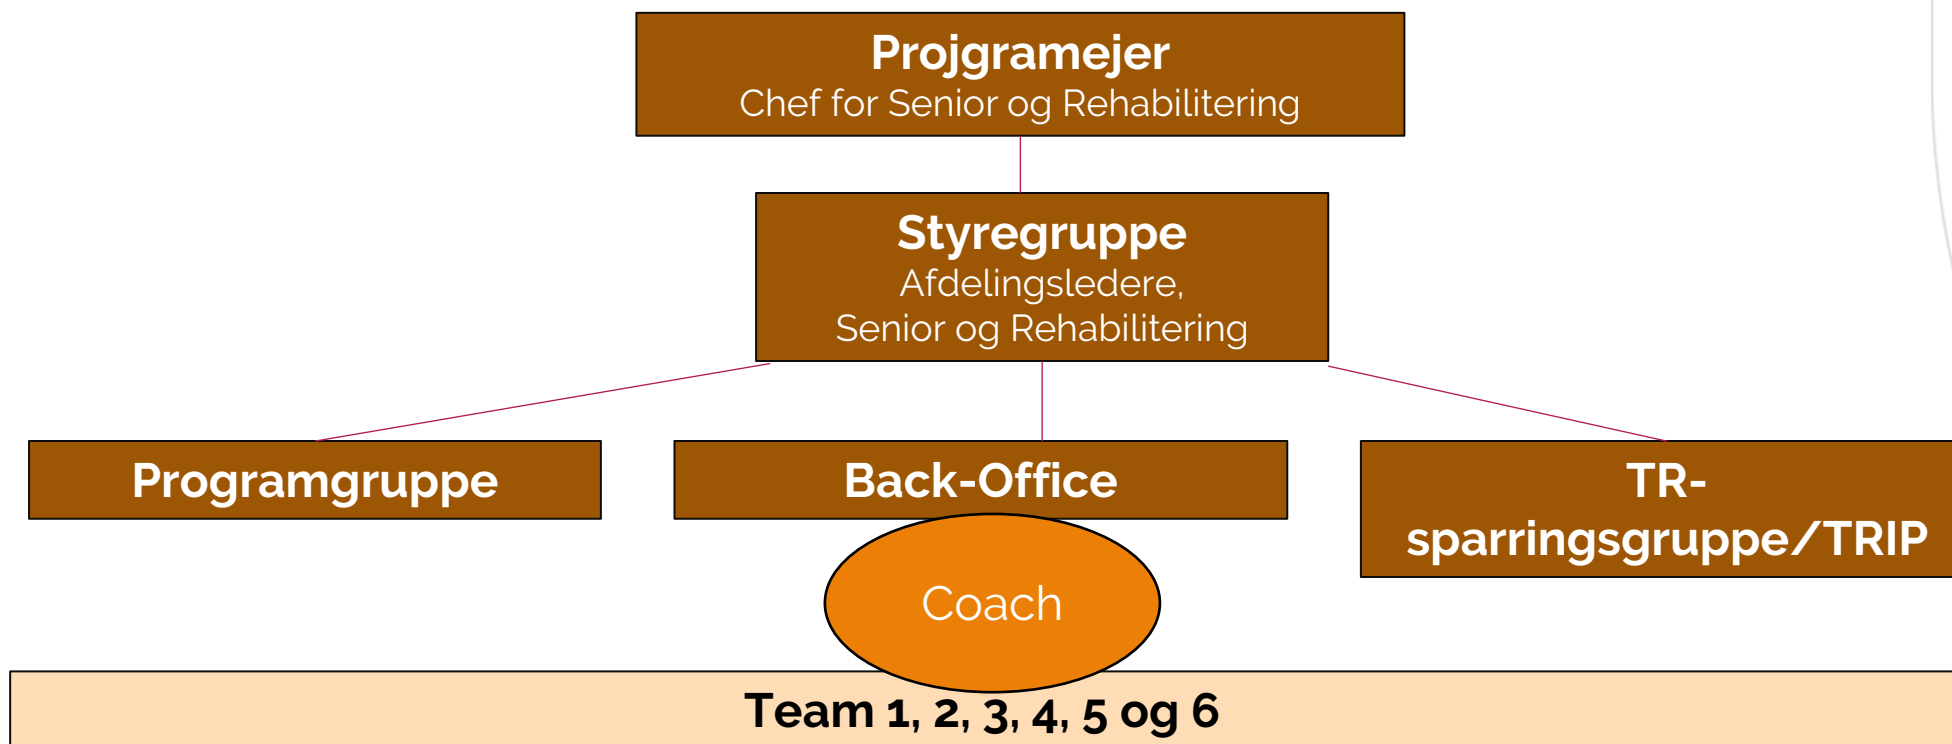 Projgramejer
Chef for Senior og Rehabilitering
Styregruppe
Afdelingsledere,
Senior og Rehabilitering
Programgruppe
Back-Office
TR-
sparringsgruppe/TRIP
Coach
Team 1, 2, 3, 4, 5 og 6